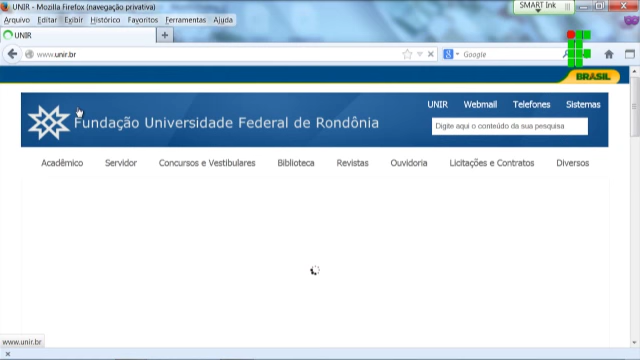 UNIR - Mozilla Firefox (navegação privativa)
SMART Ink
Arquivo Editar Exibir Histórico Favoritos Ferramentas Ajuda
UNIR
www.unir.br
Google
BRASIL
UNIR Webmail Telefones Sistemas
Fundação Universidade Federal de Rondônia
Digite aqui o conteúdo da sua pesquisa
Acadêmico Servidor Concursos e Vestibulares Biblioteca Revistas Ouvidoria Licitações e Contratos Diversos
www.unir.br